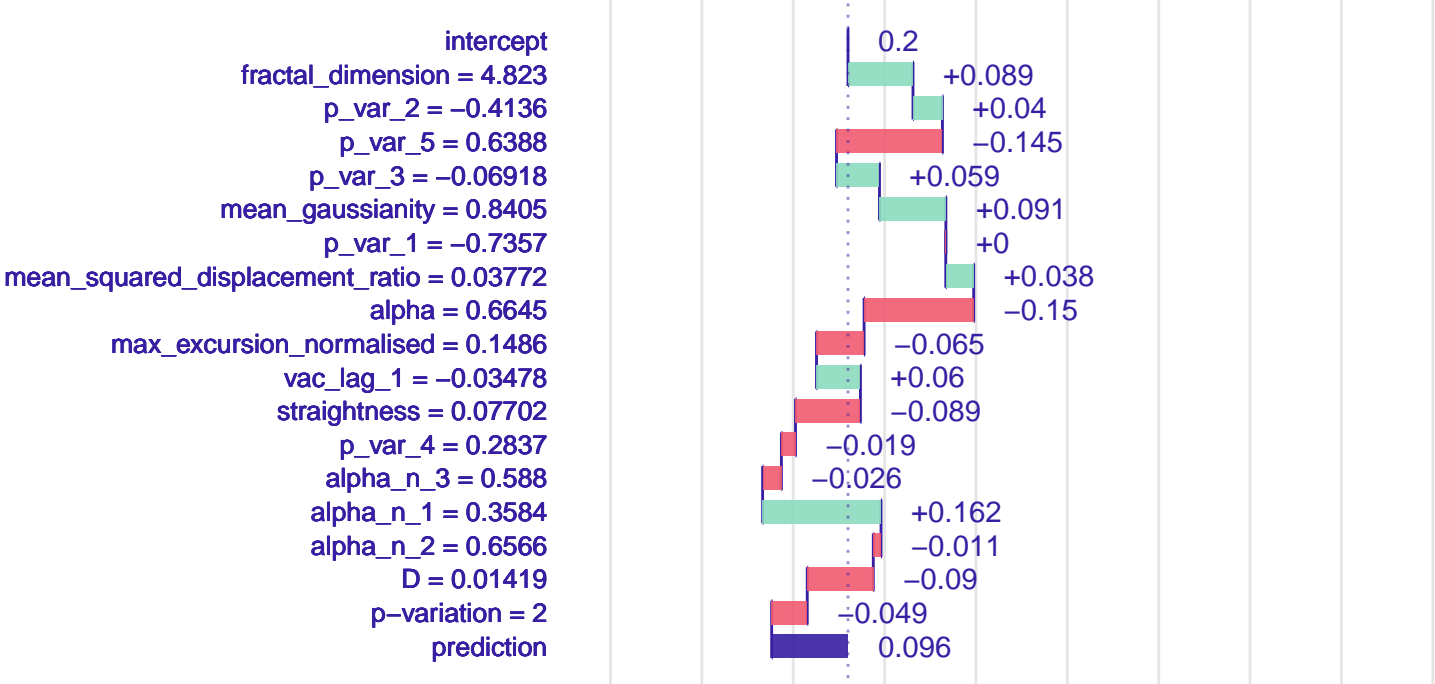 intercept 0.2
fractal_dimension = 4.823 +0.089
p_var_2 = −0.4136 +0.04
p_var_5 = 0.6388 −0.145
p_var_3 = −0.06918 +0.059
mean_gaussianity = 0.8405 +0.091
p_var_1 = −0.7357 +0
mean_squared_displacement_ratio = 0.03772 +0.038
alpha = 0.6645 −0.15
max_excursion_normalised = 0.1486 −0.065
vac_lag_1 = −0.03478 +0.06
straightness = 0.07702 −0.089
p_var_4 = 0.2837 −0.019
alpha_n_3 = 0.588 −0.026
alpha_n_1 = 0.3584 +0.162
alpha_n_2 = 0.6566 −0.011
D = 0.01419 −0.09
p−variation = 2 −0.049
prediction 0.096